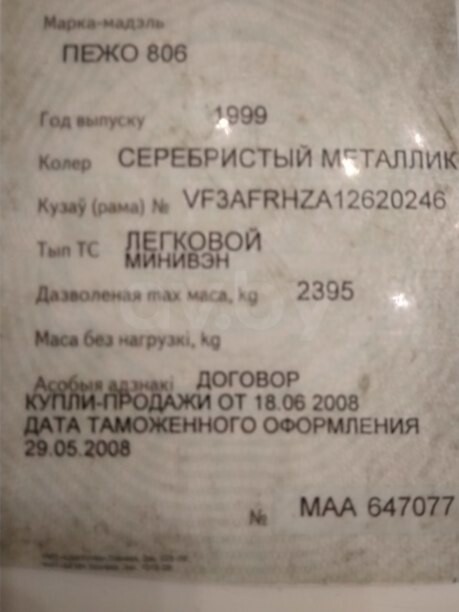 Марка-мадэль
ПЕЖО 806
Год выпуску 1999
Колер СЕРЕБРИСТЫЙ МЕТАЛЛИК
Кузаў (рама) № VF3AFRHZA12620246
Тып ТС ЛЕГКОВОЙ
МИНИВЭН
Дазволеная max маса, kg 2395
Маса без нагрузкі, kg
Асобыя адзнакі ДОГОВОР
КУПЛИ-ПРОДАЖИ ОТ 18.06 2008
ДАТА ТАМОЖЕННОГО ОФОРМЛЕНИЯ
29.05.2008
№ МАА 647077